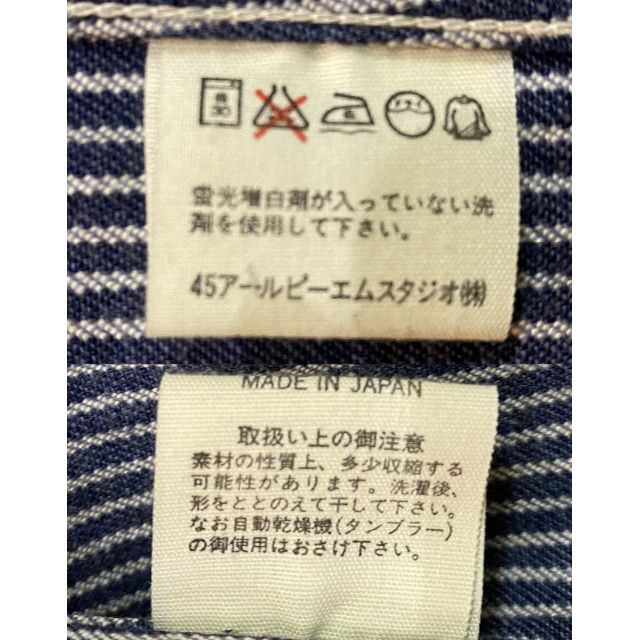 蛍光増白剤が入っていない洗
剤を使用して下さい。
45アールピーエムスタジオ㈱
MADE IN JAPAN
取扱い上の御注意
素材の性質上、多少収縮する
可能性があります。洗濯後、
形をととのえて干して下さい。
なお自動乾燥機(タンブラー)
の御使用はおさけ下さい。